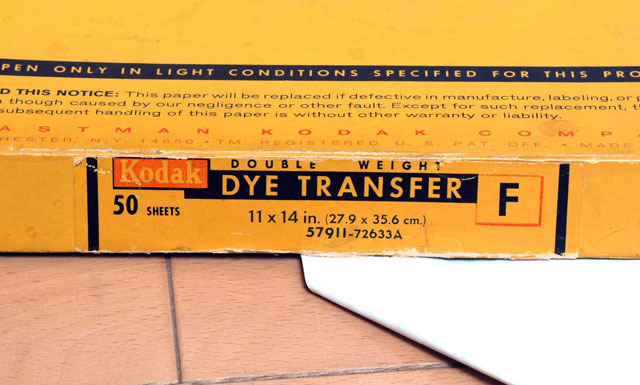 PEN ONLY IN LIGHT CONDITIONS SPECIFIED FOR THIS PRO
D THIS NOTICE: This paper will be replaced if defective in manufacture, labeling, or p
though caused by our negligence or other fault. Except for such replacement, th
subsequent handling of this paper is without other warranty or liability.
ASTMAN KODAK COMP
HESTER, N.Y. 14650 • TM REGISTERED U. S. PAT. OFF. • MADE
Kodak
DOUBLE WEIGHT
DYE TRANSFER
F
50 SHEETS
11 x 14 in. (27.9 x 35.6 cm.)
57911-72633A